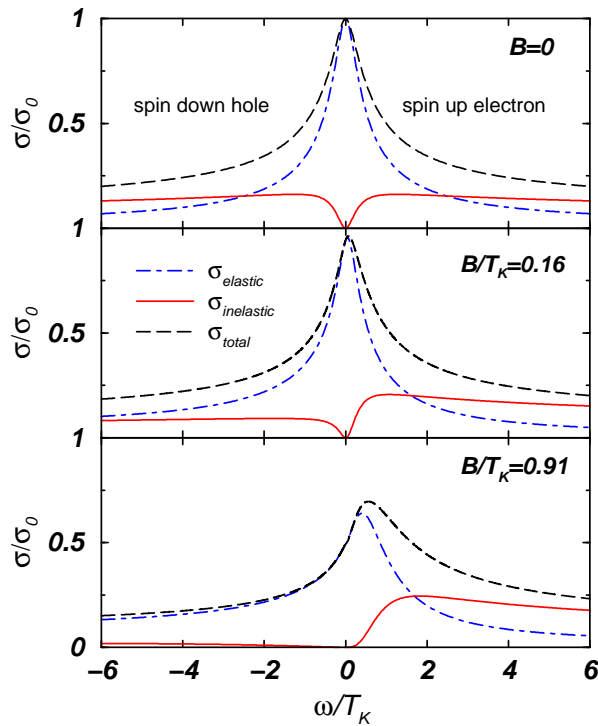 1
B=0
spin down hole
spin up electron
0.5
σ/σ0
1
σelastic
B/TK=0.16
σinelastic
σtotal
0.5
σ/σ0
1
B/TK=0.91
0.5
σ/σ0
0
−6 −4 −2 0 2 4 6
ω/TK